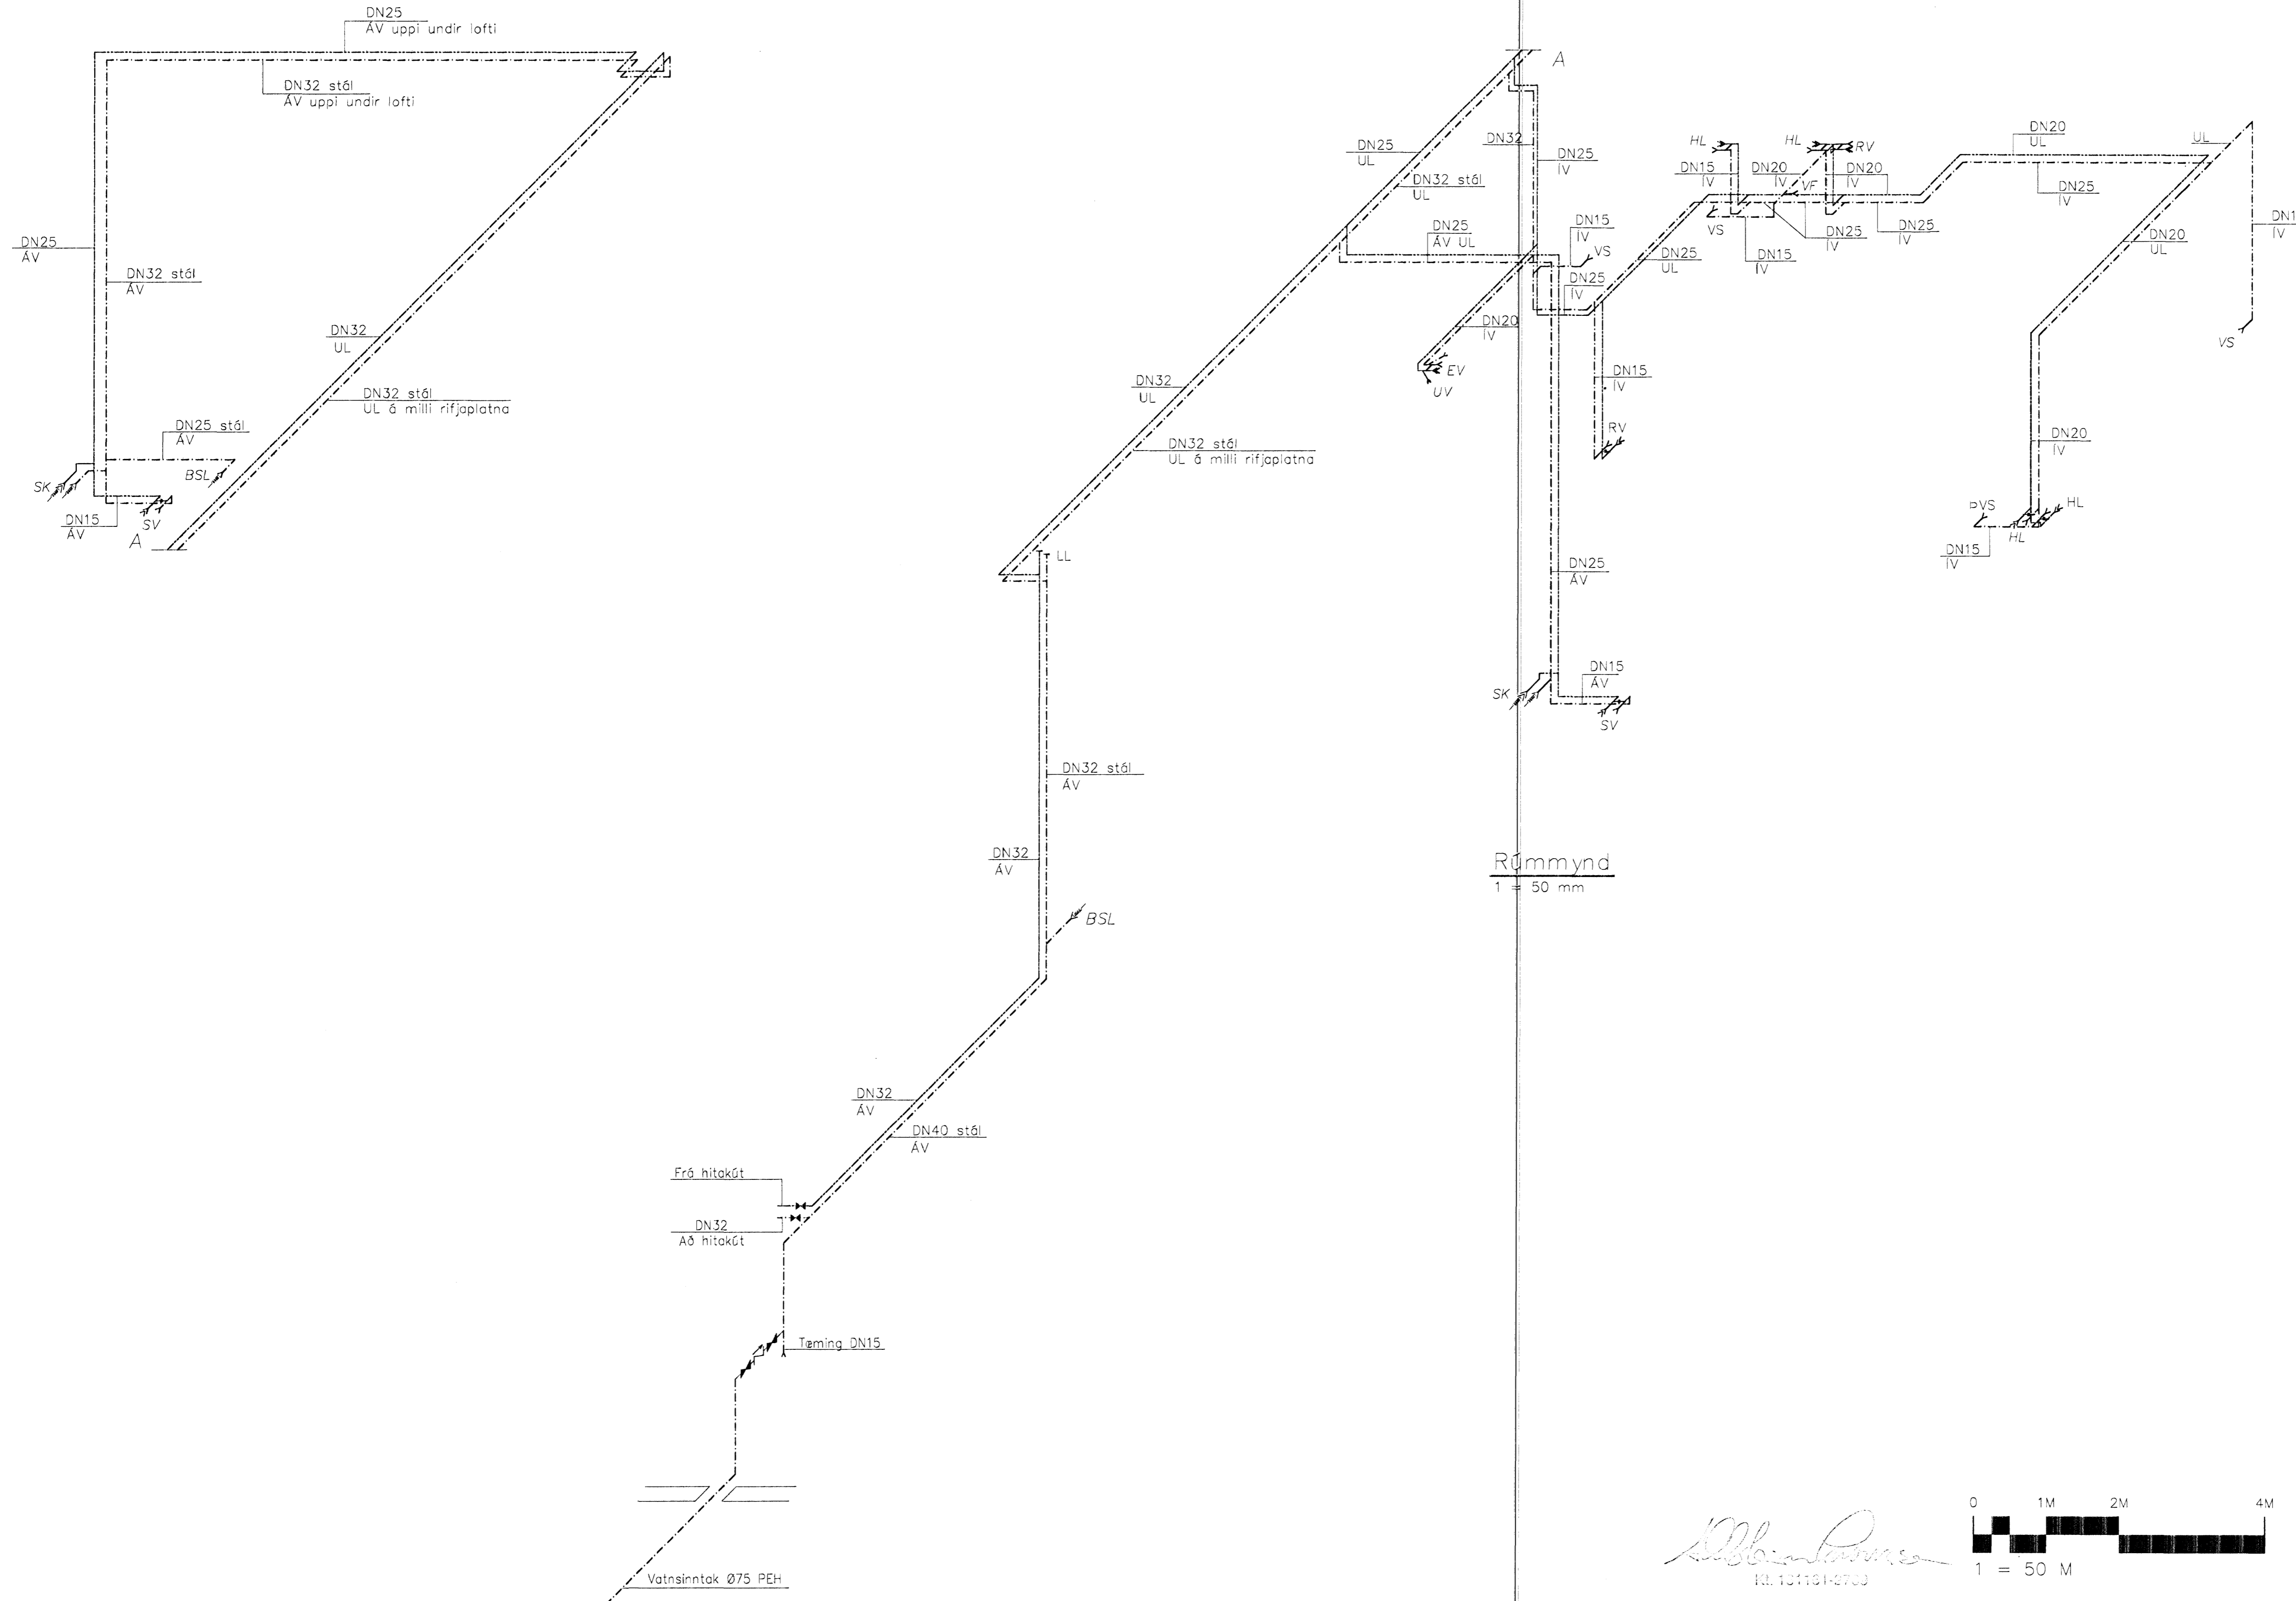 DN25
ÁV uppi undir lofti
DN32 stál
ÁV uppi undir lofti
DN25
ÁV
DN32 stál
ÁV
DN32
UL
DN32 stál
UL á milli rifjaplatna
DN25 stál
ÁV
BSL
SK
SV
DN15
ÁV
A
A
DN25
UL
DN32 stál
UL
DN32
DN25
ÍV
DN25
ÁV UL
DN15
ÍV
VS
DN25
ÍV
DN20
ÍV
EV
UV
DN32
UL
DN32 stál
UL á milli rifjaplatna
LL
DN15
ÍV
RV
DN25
UL
HL
DN15
ÍV
VS
DN15
ÍV
HL
RV
DN20
ÍV
VF
DN20
ÍV
DN25
ÍV
DN25
ÍV
DN20
UL
DN25
ÍV
UL
DN1
ÍV
VS
DN20
UL
DN20
ÍV
HL
HL
DN15
ÍV
DN25
ÁV
SK
DN15
ÁV
SV
DN32 stál
ÁV
DN32
ÁV
BSL
Rúmmynd
1 = 50 mm
DN32
ÁV
DN40 stál
ÁV
Frá hitakút
DN32
Að hitakút
Tæming DN15
Vatnsinntak Ø75 PEH
0 1M 2M 4M
1 = 50 M